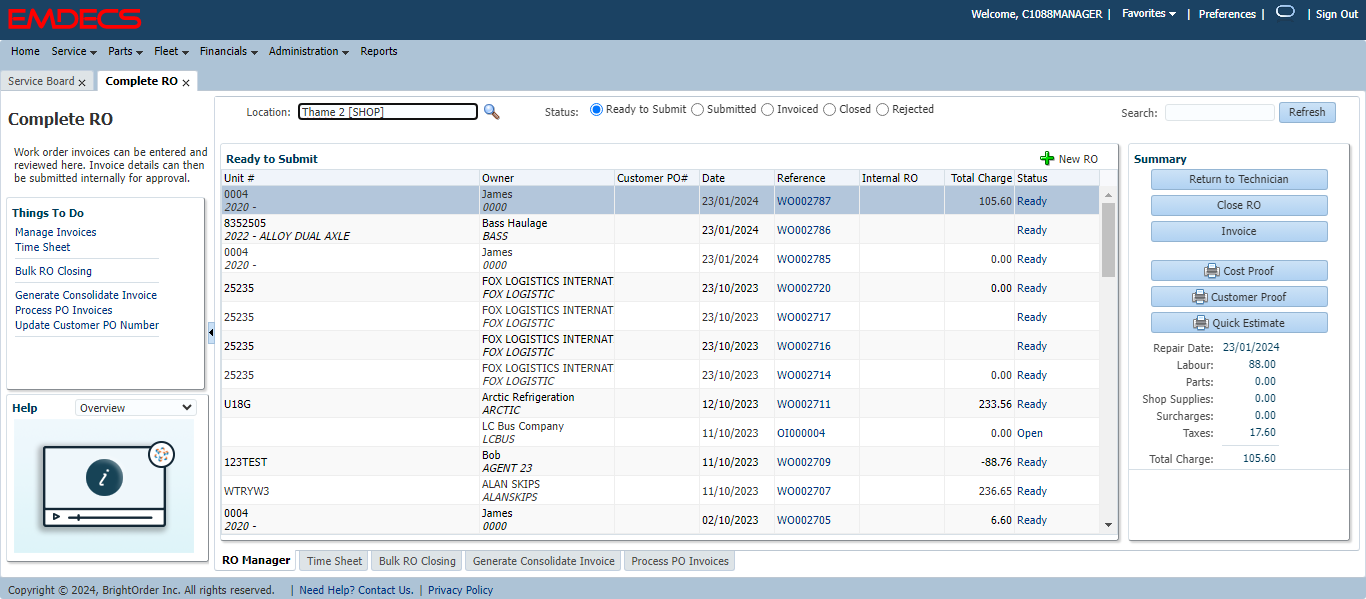 EMDECS
Welcome, C1088MANAGER | Favorites | Preferences | | Sign Out
Home Service Parts Fleet Financials Administration Reports
Service Board x Complete RO x
Complete RO
Work order invoices can be entered and
reviewed here. Invoice details can then
be submitted internally for approval.
Things To Do
Manage Invoices
Time Sheet
Bulk RO Closing
Generate Consolidate Invoice
Process PO Invoices
Update Customer PO Number
Help Overview
i
Location: Thame 2 [SHOP] Status: Ready to Submit Submitted Invoiced Closed Rejected Search: Refresh
Ready to Submit New RO
Unit # Owner Customer PO# Date Reference Internal RO Total Charge Status
0004 James
2020 - 0000 23/01/2024 WO002787 105.60 Ready
8352505 Bass Haulage
2022 - ALLOY DUAL AXLE BASS 23/01/2024 WO002786 Ready
0004 James
2020 - 0000 23/01/2024 WO002785 0.00 Ready
25235 FOX LOGISTICS INTERNAT
FOX LOGISTIC 23/10/2023 WO002720 0.00 Ready
25235 FOX LOGISTICS INTERNAT
FOX LOGISTIC 23/10/2023 WO002717 Ready
25235 FOX LOGISTICS INTERNAT
FOX LOGISTIC 23/10/2023 WO002716 Ready
25235 FOX LOGISTICS INTERNAT
FOX LOGISTIC 23/10/2023 WO002714 0.00 Ready
U18G Arctic Refrigeration
ARCTIC 12/10/2023 WO002711 233.56 Ready
LC Bus Company
LCBUS 11/10/2023 OI000004 0.00 Open
123TEST Bob
AGENT 23 11/10/2023 WO002709 -88.76 Ready
WTRYW3 ALAN SKIPS
ALANSKIPS 11/10/2023 WO002707 236.65 Ready
0004 James
2020 - 0000 02/10/2023 WO002705 6.60 Ready
Summary
Return to Technician
Close RO
Invoice
Cost Proof
Customer Proof
Quick Estimate
Repair Date: 23/01/2024
Labour: 88.00
Parts: 0.00
Shop Supplies: 0.00
Surcharges: 0.00
Taxes: 17.60
Total Charge: 105.60
RO Manager Time Sheet Bulk RO Closing Generate Consolidate Invoice Process PO Invoices
Copyright © 2024, BrightOrder Inc. All rights reserved. | Need Help? Contact Us. | Privacy Policy